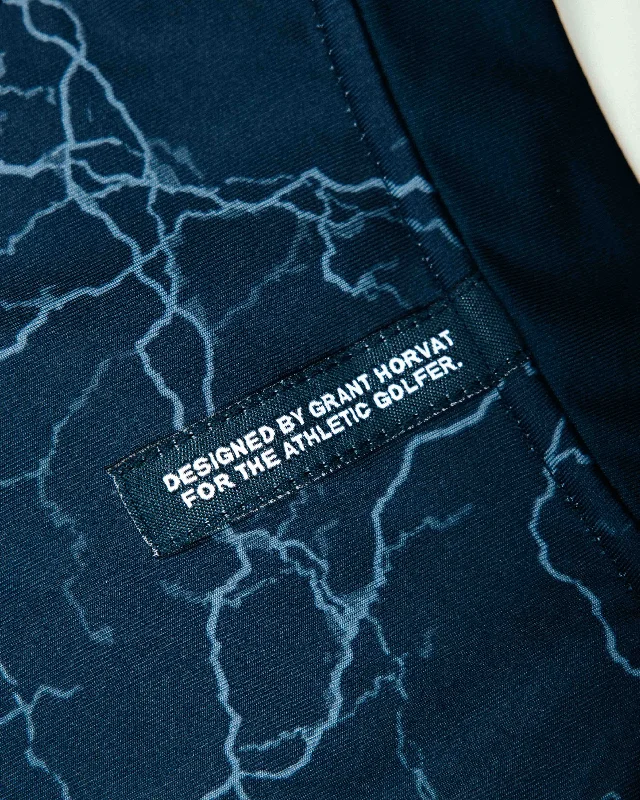 DESIGNED BY GRANT HORVAT
FOR THE ATHLETIC GOLFER.